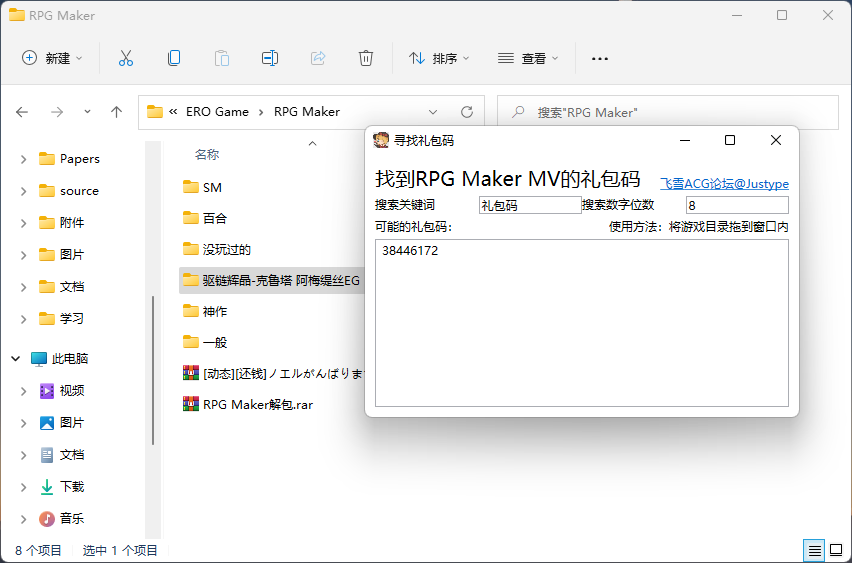 RPG Maker
新建
排序
查看
« ERO Game › RPG Maker
搜索"RPG Maker"
Papers
source
附件
图片
文档
学习
此电脑
视频
图片
文档
下载
音乐
名称
SM
百合
没玩过的
驱链辉晶-克鲁塔 阿梅缇丝EG
神作
一般
[动态][还钱]ノエルがんばりま
RPG Maker解包.rar
寻找礼包码
找到RPG Maker MV的礼包码
飞雪ACG论坛@Justype
搜索关键词 礼包码 搜索数字位数 8
可能的礼包码: 使用方法: 将游戏目录拖到窗口内
38446172
8 个项目 选中 1 个项目